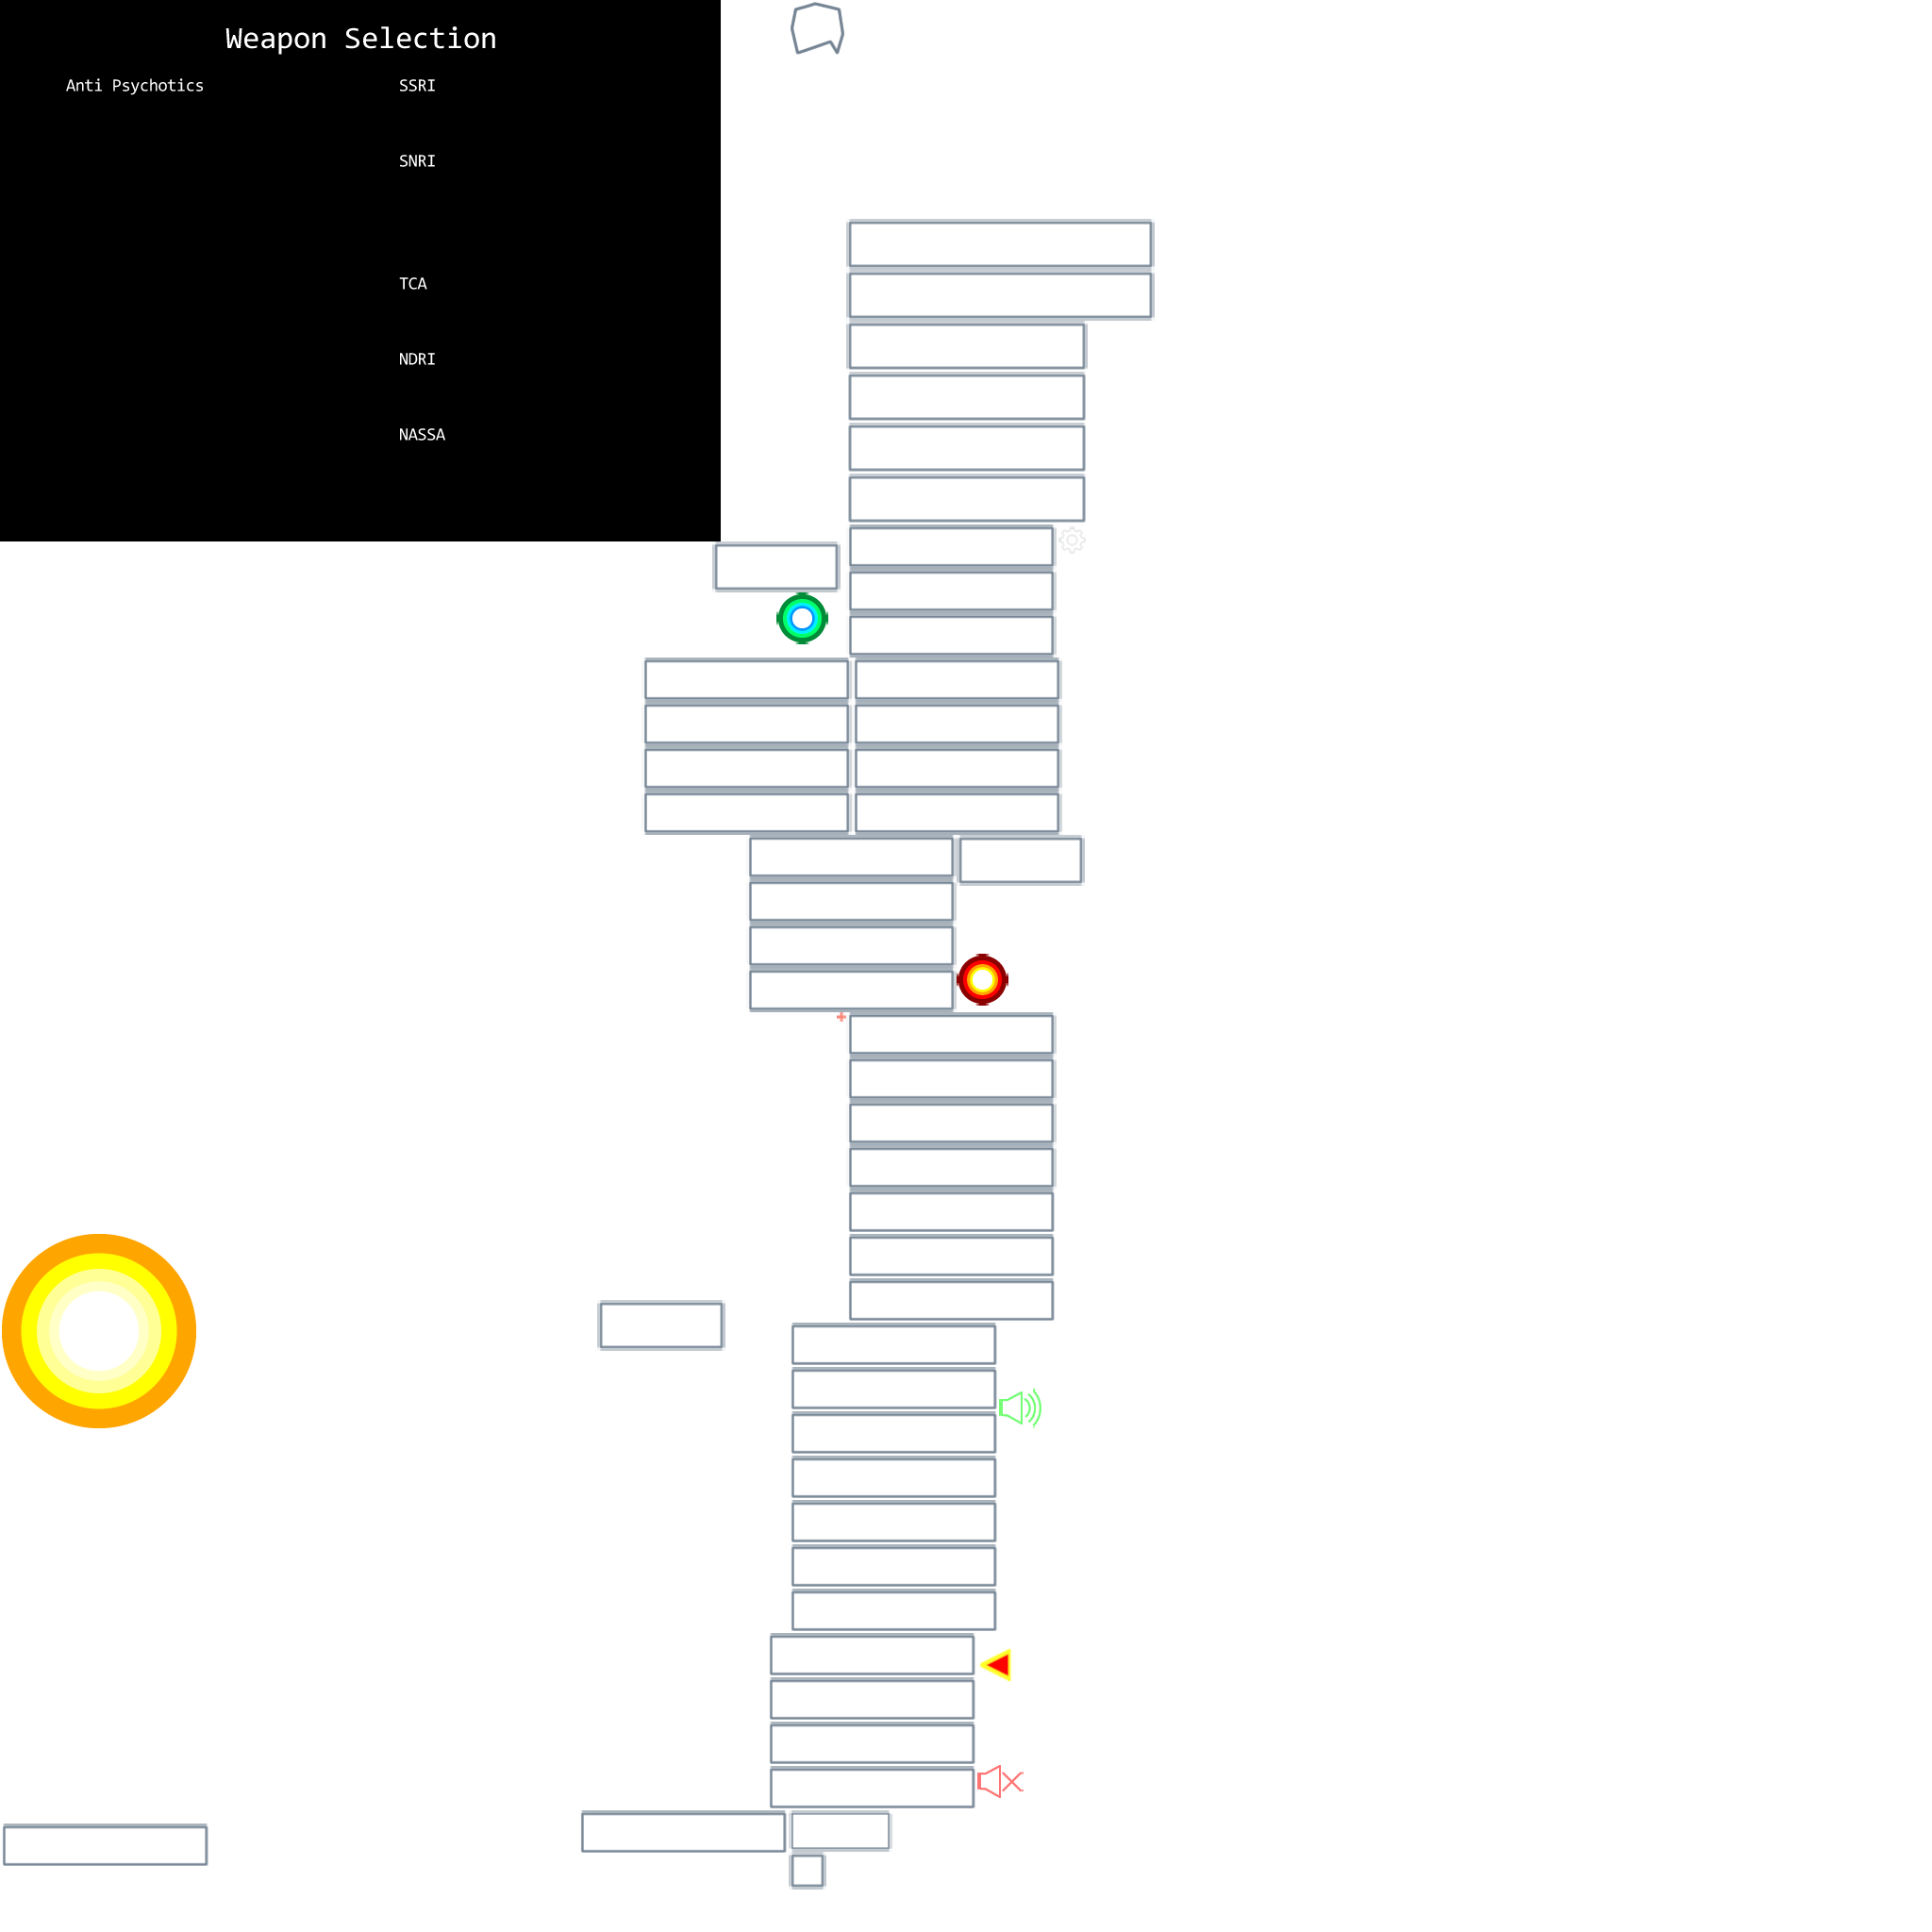 Weapon Selection
Anti Psychotics
SSRI
SNRI
TCA
NDRI
NASSA